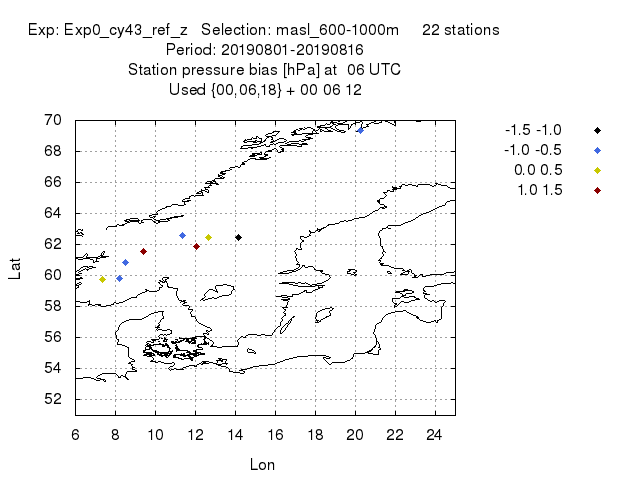 Exp: Exp0_cy43_ref_z   Selection: masl_600-1000m     22 stations
Period: 20190801-20190816
Station pressure bias [hPa] at  06 UTC
Used {00,06,18} + 00 06 12
-1.5 -1.0
-1.0 -0.5
0.0 0.5
1.0 1.5
70
68
66
64
62
60
58
56
54
52
Lat
6 8 10 12 14 16 18 20 22 24
Lon